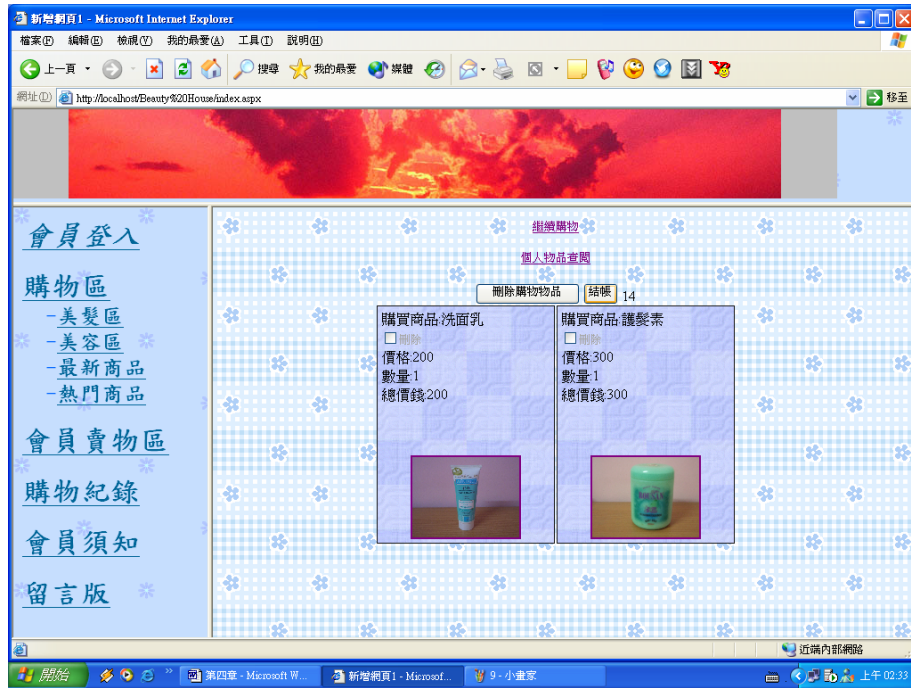 新增網頁1 - Microsoft Internet Explorer
檔案(F) 編輯(E) 檢視(V) 我的最愛(A) 工具(T) 說明(H)
上一頁 搜尋 我的最愛 媒體
網址(D) http://localhost/Beauty%20House/index.aspx 移至
會員登入
購物區
-美髮區
-美容區
-最新商品
-熱門商品
會員賣物區
購物紀錄
會員須知
留言版
繼續購物
個人物品查閱
刪除購物物品 結帳 14
購買商品:洗面乳
刪除
價格:200
數量:1
總價錢:200
購買商品:護髮素
刪除
價格:300
數量:1
總價錢:300
近端內部網路
開始 第四章 - Microsoft W... 新增網頁1 - Microsof... 9 - 小畫家 上午 02:33